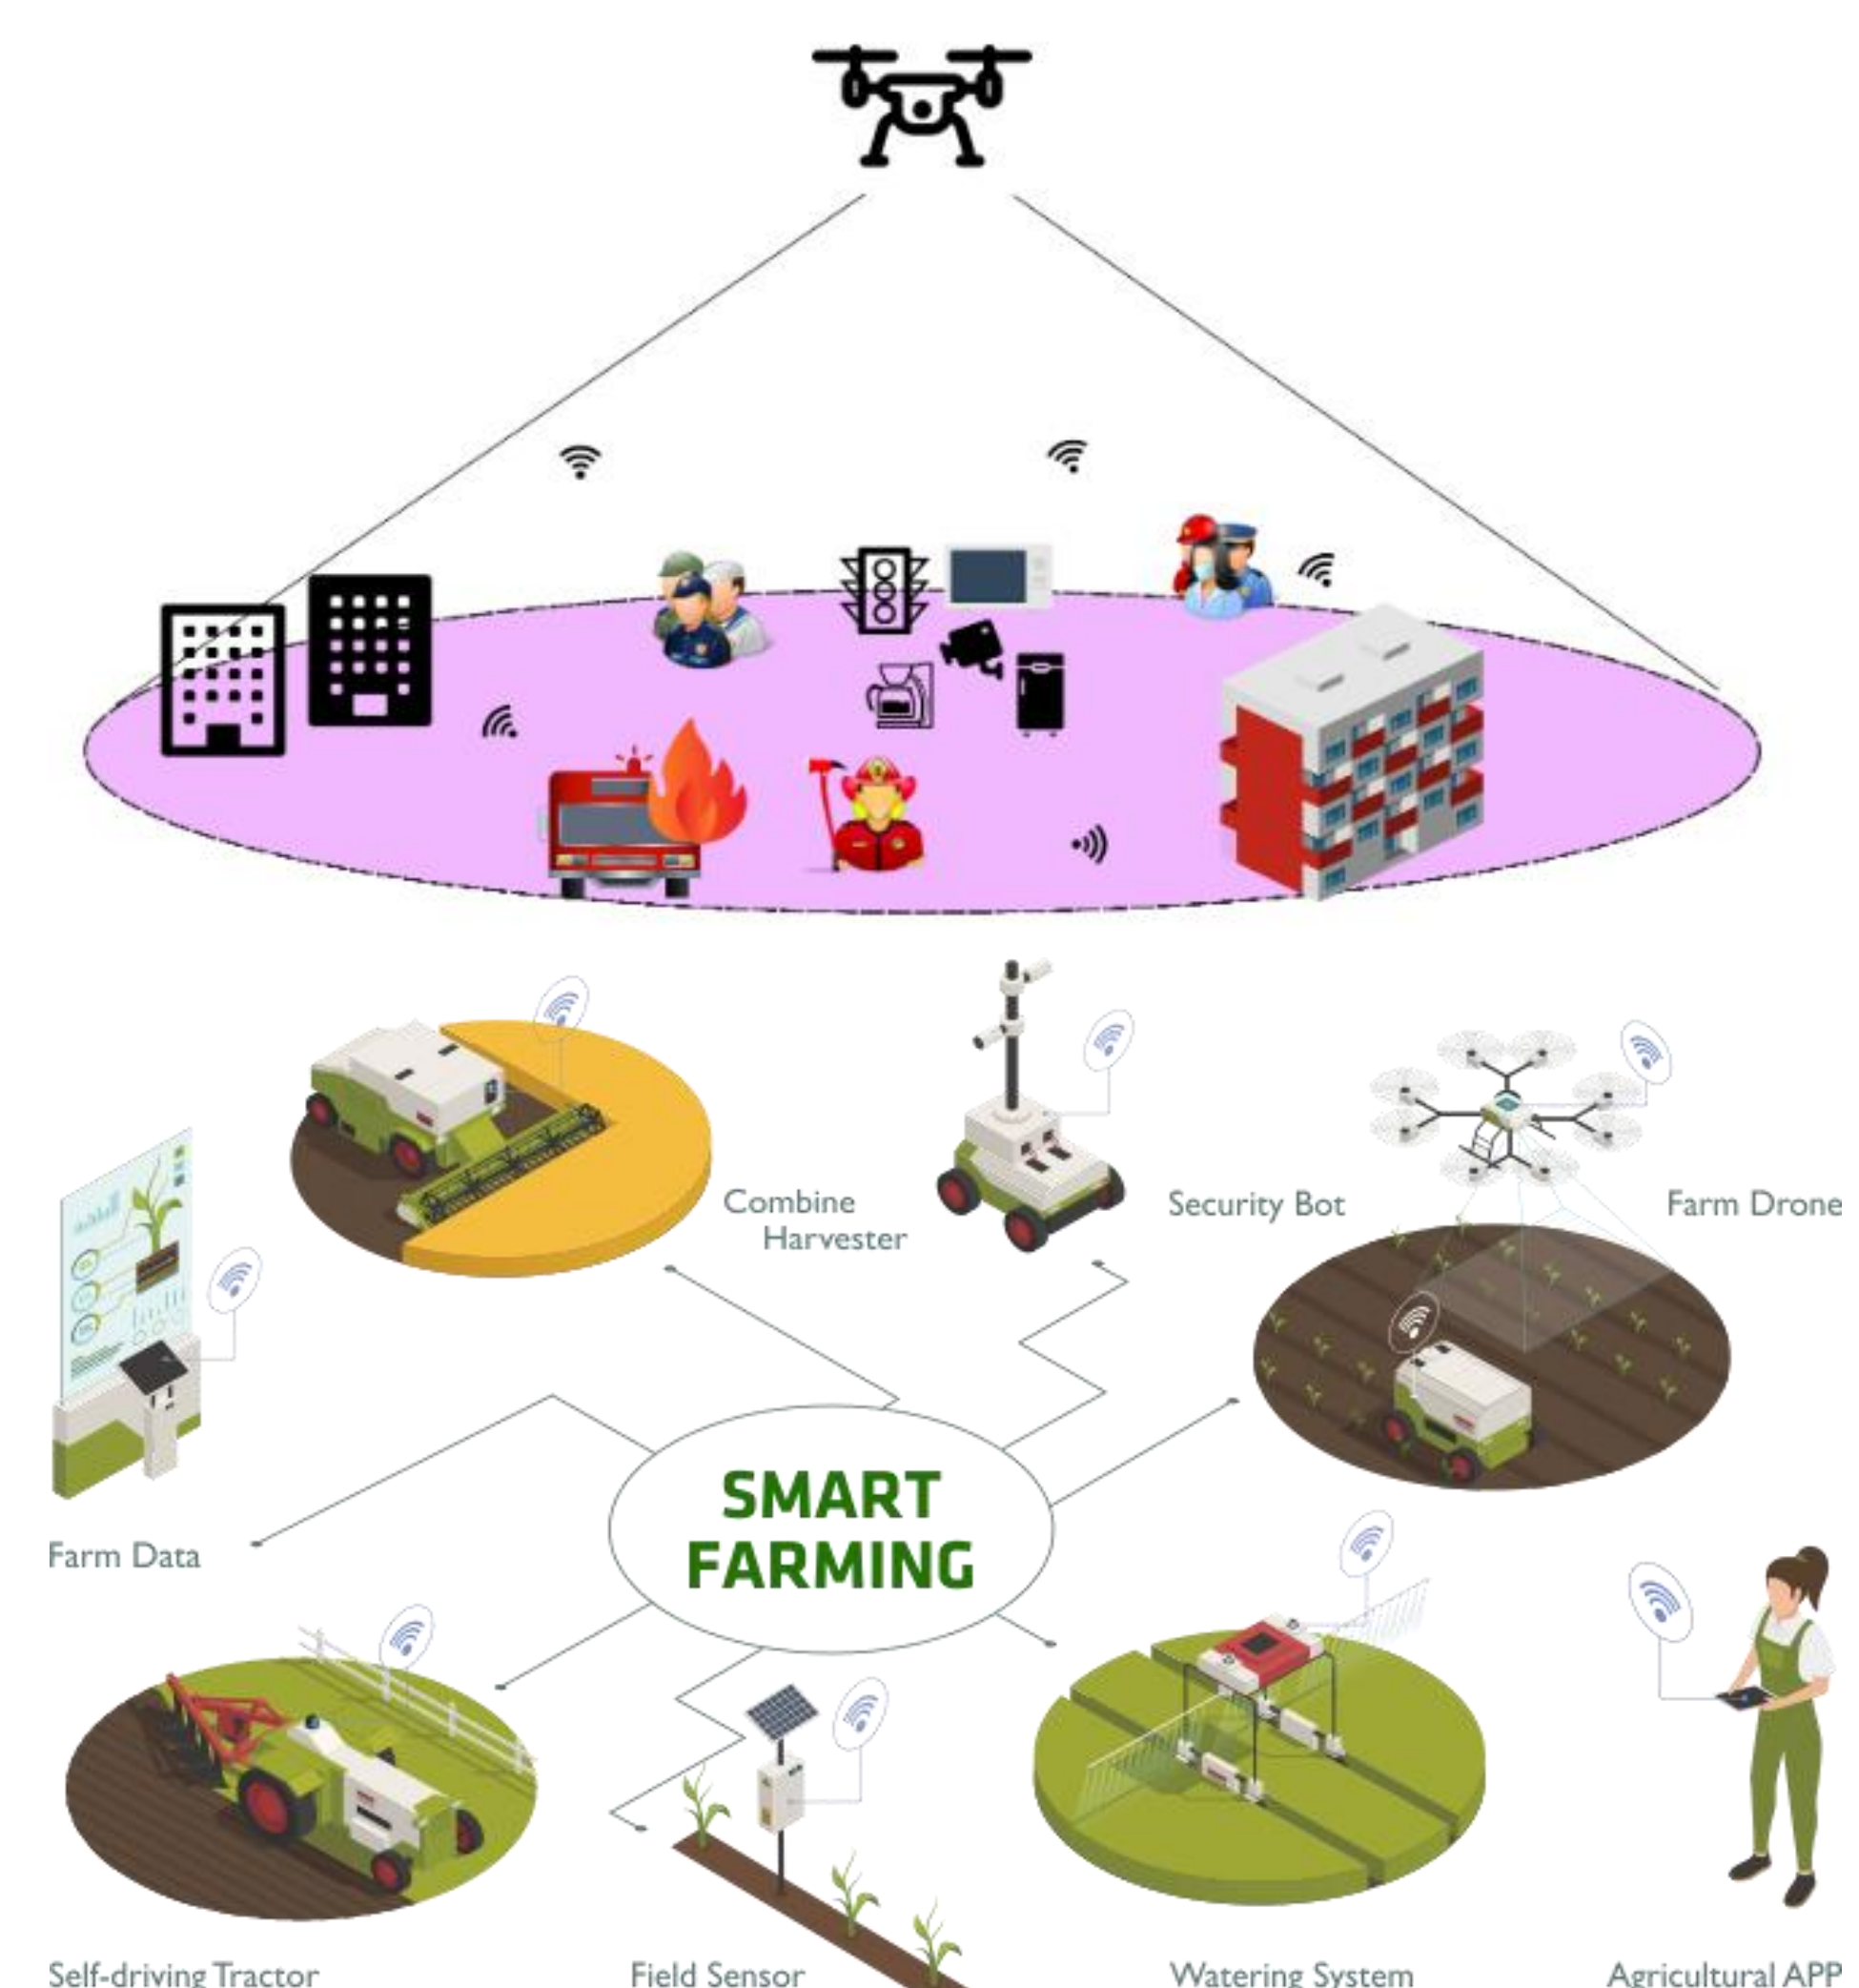 Combine
Harvester
Security Bot
Farm Drone
SMART
FARMING
Farm Data
Self-driving Tractor
Field Sensor
Watering System
Agricultural APP